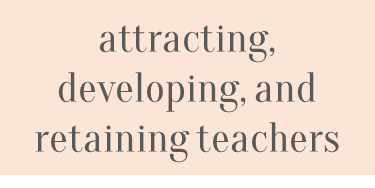 attracting,
developing, and
retaining teachers